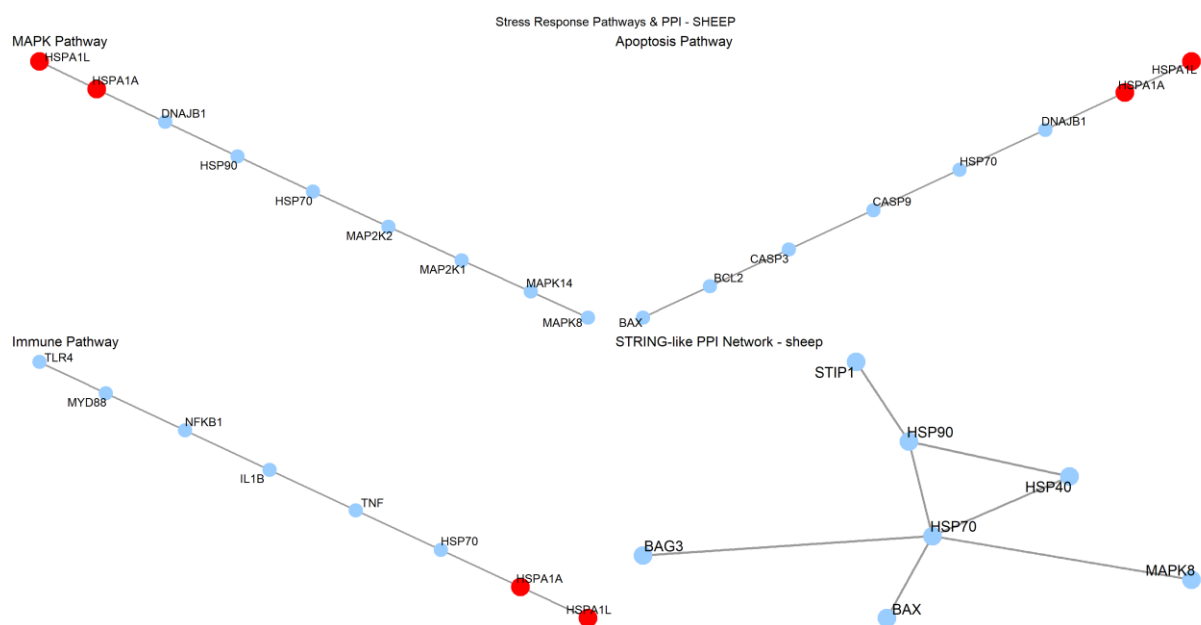 Stress Response Pathways & PPI - SHEEP
MAPK Pathway
HSPA1L
HSPA1A
DNAJB1
HSP90
HSP70
MAP2K2
MAP2K1
MAPK14
MAPK8
Apoptosis Pathway
HSPA1L
HSPA1A
DNAJB1
HSP70
CASP9
CASP3
BCL2
BAX
Immune Pathway
TLR4
MYD88
NFKB1
IL1B
TNF
HSP70
HSPA1A
HSPA1L
STRING-like PPI Network - sheep
STIP1
HSP90
HSP40
HSP70
BAG3
MAPK8
BAX